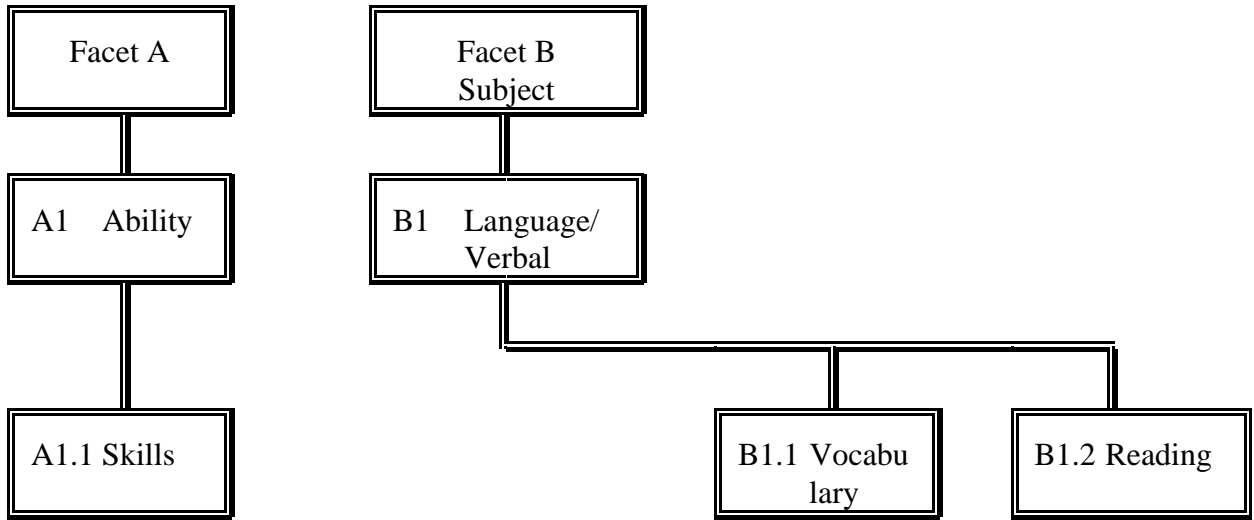 Facet A
Facet B
Subject
A1 Ability
B1 Language/
Verbal
A1.1 Skills
B1.1 Vocabu
lary
B1.2 Reading